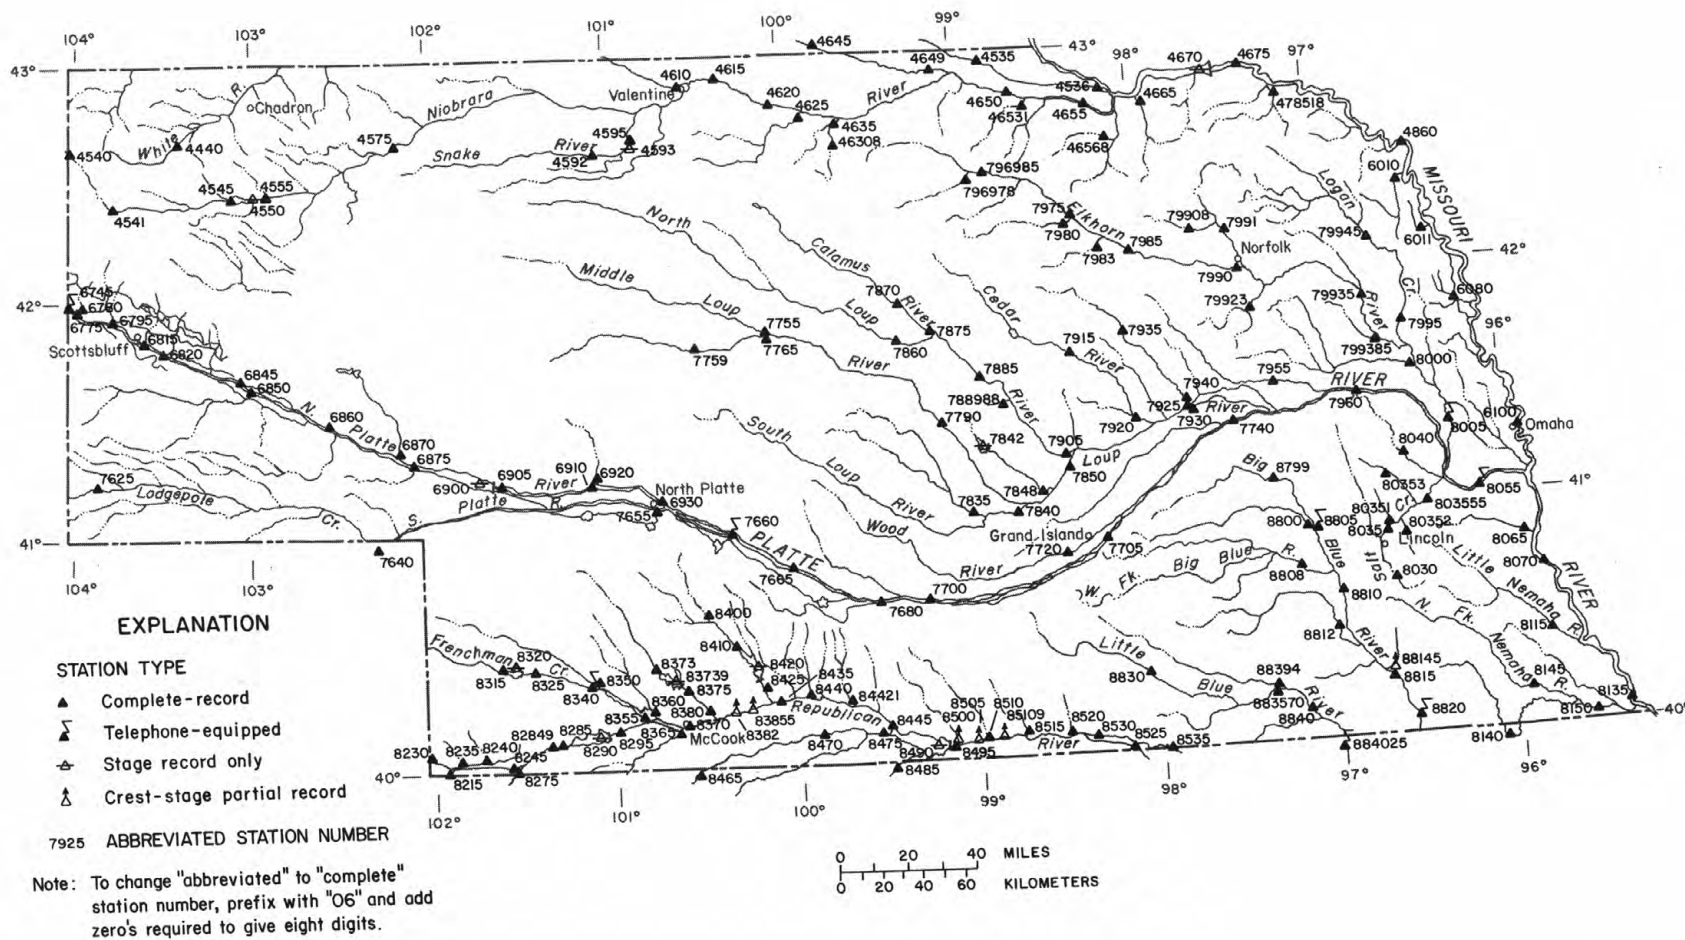 104°
103°
102°
101°
100°
99°
43°
98°
97°
43°
4645
4649
4535
4670
4675
4610
4615
Valentine
4620
4625
River
4536
4665
478518
4650
46531
4655
R.
Chadron
Niobrara
White
4440
4575
4540
Snake
River
4595
4593
4592
4635
46308
46568
4860
6010
MISSOURI
796985
796978
Logan
4545
4555
4550
4541
North
7975
7980
Elkhorn
79908
7991
7985
7983
Norfolk
7990
79945
6011
42°
Calamus
Middle
Loup
Cedar
79923
79935
River
Cr.
6080
42°
6745
6780
6775
6795
6815
6820
Scottsbluff
7870
River
Loup
7875
7860
7755
7765
7759
River
7935
7915
River
7995
96°
799385
8000
6845
6850
N.
Platte
6860
6870
6875
7885
788988
River
7790
7940
7925
7930
7920
River
7955
RIVER
7960
7740
6100
Omaha
8005
South
Loup
River
7842
7905
Loup
7850
7848
7835
7840
Big
8799
8040
80353
Cr.
803555
8055
41°
7625
Lodgepole
Cr.
S.
Platte
R.
6905
6900
River
6910
6920
North Platte
6930
7655
7660
PLATTE
7665
Wood
River
Grand Island
7720
7705
8800
8805
80351
8035
80352
Lincoln
8065
8070
41°
7640
104°
103°
7680
7700
W.
Fk.
Big
Blue
R.
8808
Blue
8810
Salt
8030
Little
Nemaha
R.
8115
RIVER
N.
Fk.
Nemaha
R.
8812
River
EXPLANATION
STATION TYPE
Complete-record
Telephone-equipped
Stage record only
Crest-stage partial record
7925 ABBREVIATED STATION NUMBER
Note: To change "abbreviated" to "complete"
station number, prefix with "06" and add
zero's required to give eight digits.
8400
8410
Frenchman
Cr.
8320
8315
8325
8340
8350
8373
83739
8375
8420
8425
8435
8440
84421
8380
8360
8355
8365
8370
McCook
8382
83855
Republican
8445
8470
8475
8505
8500
8510
85109
8515
8520
8530
8490
8495
River
8525
8535
8485
8465
82849
8285
8290
8295
8230
8235
8240
8245
8215
8275
40°
Little
8830
Blue
88394
883570
8840
River
88145
8815
8820
8145
8135
8150
8140
884025
40°
102°
101°
100°
99°
98°
97°
96°
0 20 40 MILES
0 20 40 60 KILOMETERS